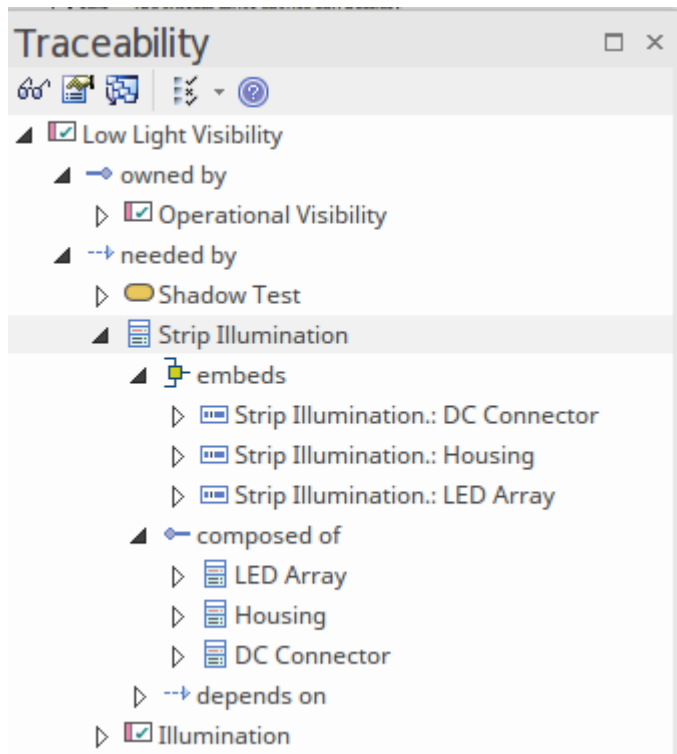 Traceability
Low Light Visibility
owned by
Operational Visibility
needed by
Shadow Test
Strip Illumination
embeds
Strip Illumination.: DC Connector
Strip Illumination.: Housing
Strip Illumination.: LED Array
composed of
LED Array
Housing
DC Connector
depends on
Illumination